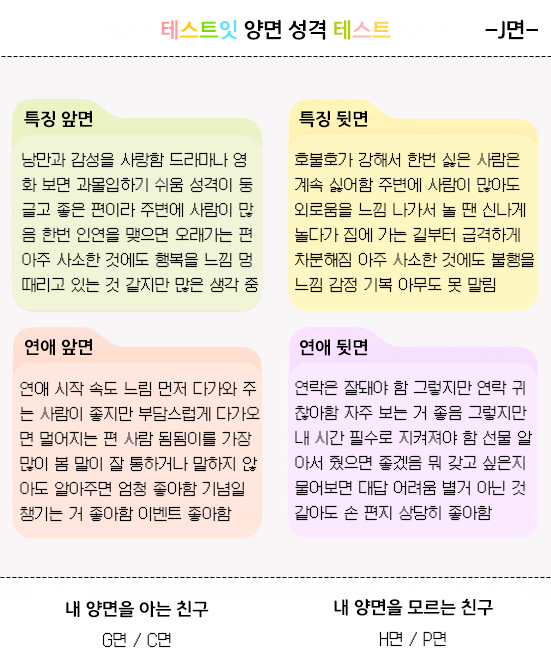 테스트잇 양면 성격 테스트
-J면-
특징 앞면
낭만과 감성을 사랑함 드라마나 영
화 보면 과몰입하기 쉬움 성격이 둥
글고 좋은 편이라 주변에 사람이 많
음 한번 인연을 맺으면 오래가는 편
아주 사소한 것에도 행복을 느낌 멍
때리고 있는 것 같지만 많은 생각 중
특징 뒷면
호불호가 강해서 한번 싫은 사람은
계속 싫어함 주변에 사람이 많아도
외로움을 느낌 나가서 놀 땐 신나게
놀다가 집에 가는 길부터 급격하게
차분해짐 아주 사소한 것에도 불행을
느낌 감정 기복 아무도 못 말림
연애 앞면
연애 시작 속도 느림 먼저 다가와 주
는 사람이 좋지만 부담스럽게 다가오
면 멀어지는 편 사람 됨됨이를 가장
많이 봄 말이 잘 통하거나 말하지 않
아도 알아주면 엄청 좋아함 기념일
챙기는 거 좋아함 이벤트 좋아함
연애 뒷면
연락은 잘돼야 함 그렇지만 연락 귀
찮아함 자주 보는 거 좋음 그렇지만
내 시간 필수로 지켜져야 함 선물 알
아서 줬으면 좋겠음 뭐 갖고 싶은지
물어보면 대답 어려움 별거 아닌 것
같아도 손 편지 상당히 좋아함
내 양면을 아는 친구
G면 / C면
내 양면을 모르는 친구
H면 / P면